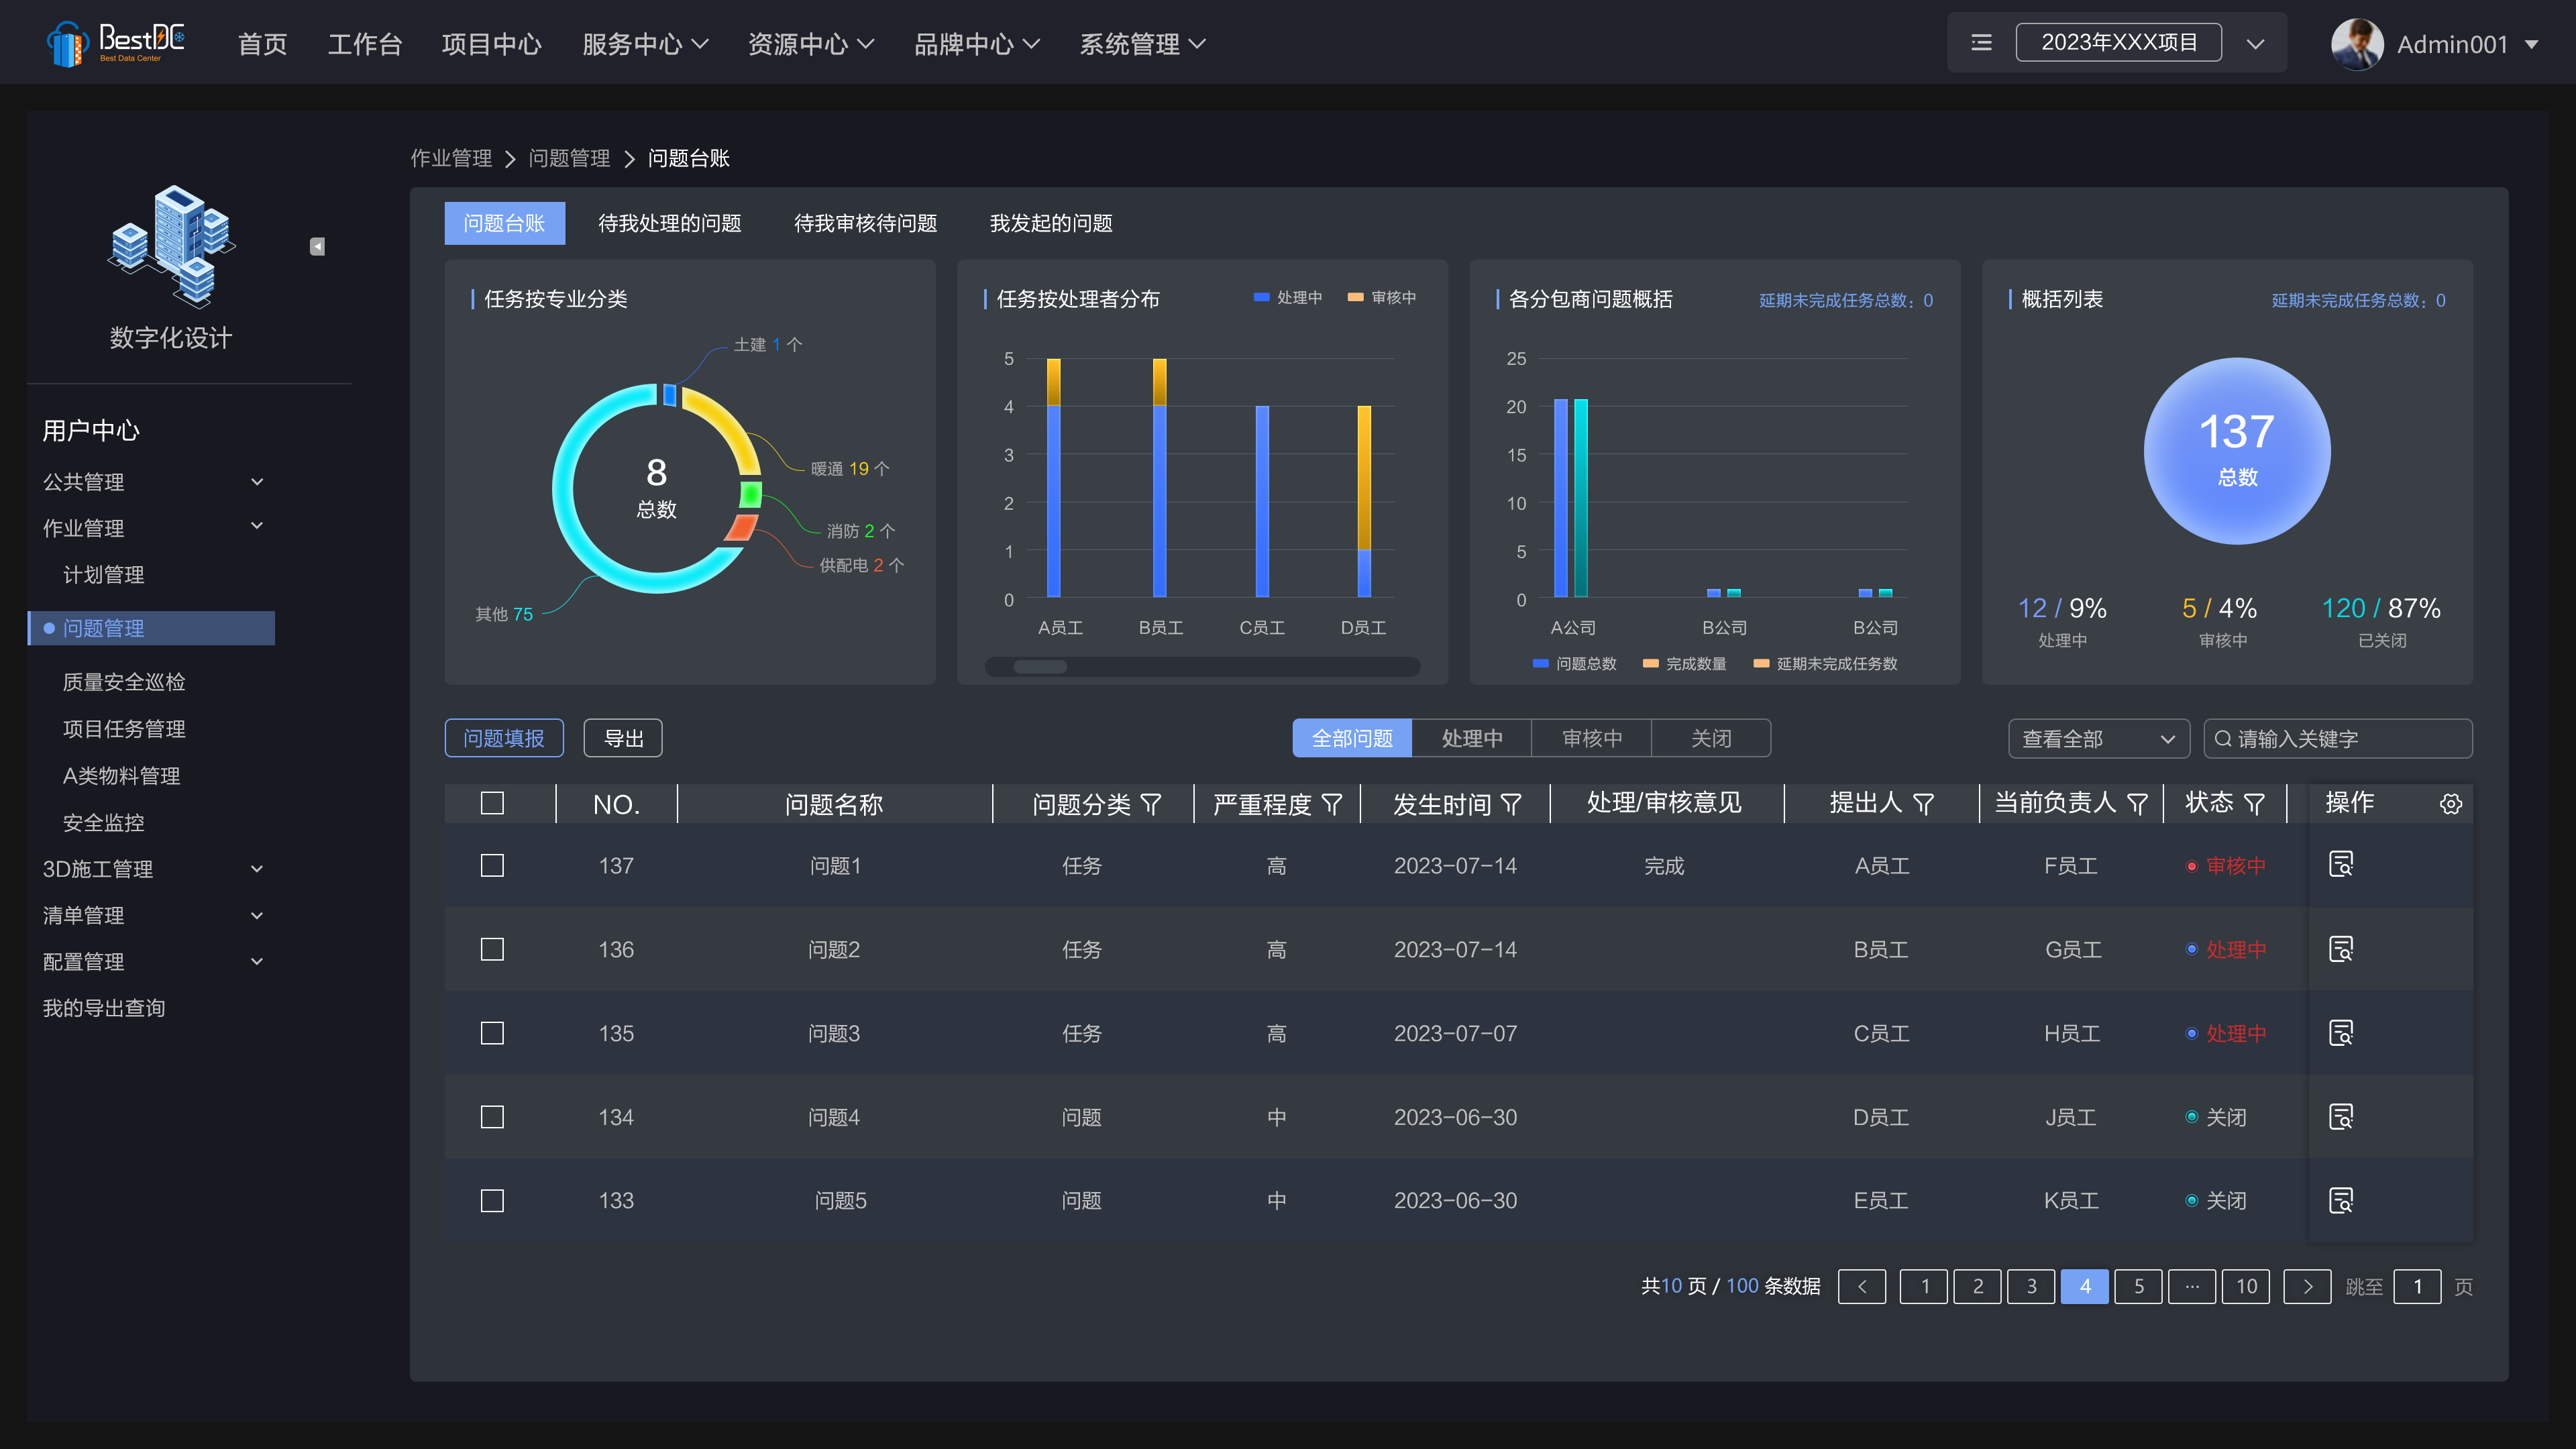 BestDC
Best Data Center
首页 工作台 项目中心 服务中心 资源中心 品牌中心 系统管理 2023年XXX项目 Admin001
作业管理 > 问题管理 > 问题台账
数字化设计
用户中心
公共管理
作业管理
计划管理
问题管理
质量安全巡检
项目任务管理
A类物料管理
安全监控
3D施工管理
清单管理
配置管理
我的导出查询
问题台账 待我处理的问题 待我审核待问题 我发起的问题
任务按专业分类
土建 1 个
暖通 19 个
消防 2 个
供配电 2 个
其他 75
8
总数
任务按处理者分布 处理中 审核中
5
4
3
2
1
0
A员工 B员工 C员工 D员工
各分包商问题概括 延期未完成任务总数：0
25
20
15
10
5
0
A公司 B公司 B公司
问题总数 完成数量 延期未完成任务数
概括列表 延期未完成任务总数：0
137
总数
12 / 9% 5 / 4% 120 / 87%
处理中 审核中 已关闭
问题填报 导出 全部问题 处理中 审核中 关闭 查看全部 请输入关键字
NO. 问题名称 问题分类 严重程度 发生时间 处理/审核意见 提出人 当前负责人 状态 操作
137 问题1 任务 高 2023-07-14 完成 A员工 F员工 审核中
136 问题2 任务 高 2023-07-14 B员工 G员工 处理中
135 问题3 任务 高 2023-07-07 C员工 H员工 处理中
134 问题4 问题 中 2023-06-30 D员工 J员工 关闭
133 问题5 问题 中 2023-06-30 E员工 K员工 关闭
共10 页 / 100 条数据 < 1 2 3 4 5 ··· 10 > 跳至 1 页